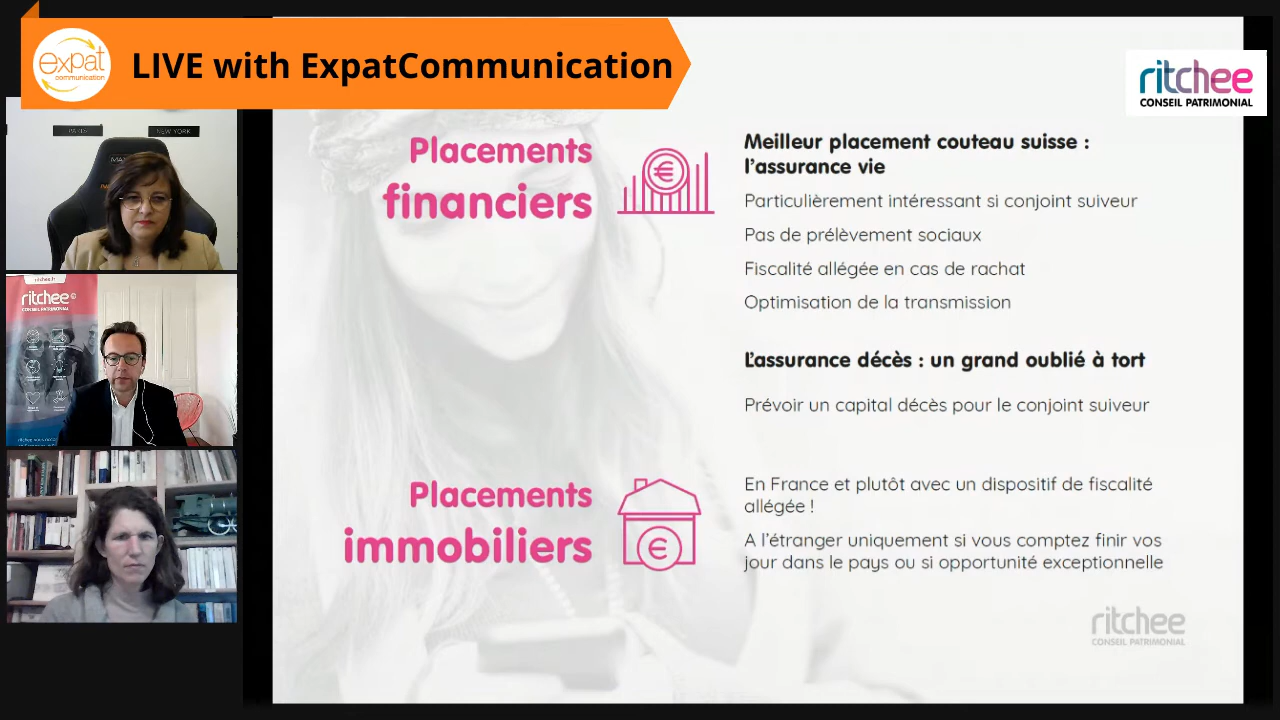 expat
communication
LIVE with ExpatCommunication
ritchee
CONSEIL PATRIMONIAL
PARIS
NEW YORK
ritchee.fr
ritchee
CONSEIL PATRIMONIAL
Placements
financiers
Meilleur placement couteau suisse :
l'assurance vie
Particulièrement intéressant si conjoint suiveur
Pas de prélèvement sociaux
Fiscalité allégée en cas de rachat
Optimisation de la transmission
L'assurance décès : un grand oublié à tort
Prévoir un capital décès pour le conjoint suiveur
Placements
immobiliers
En France et plutôt avec un dispositif de fiscalité
allégée !
A l'étranger uniquement si vous comptez finir vos
jour dans le pays ou si opportunité exceptionnelle
ritchee
CONSEIL PATRIMONIAL